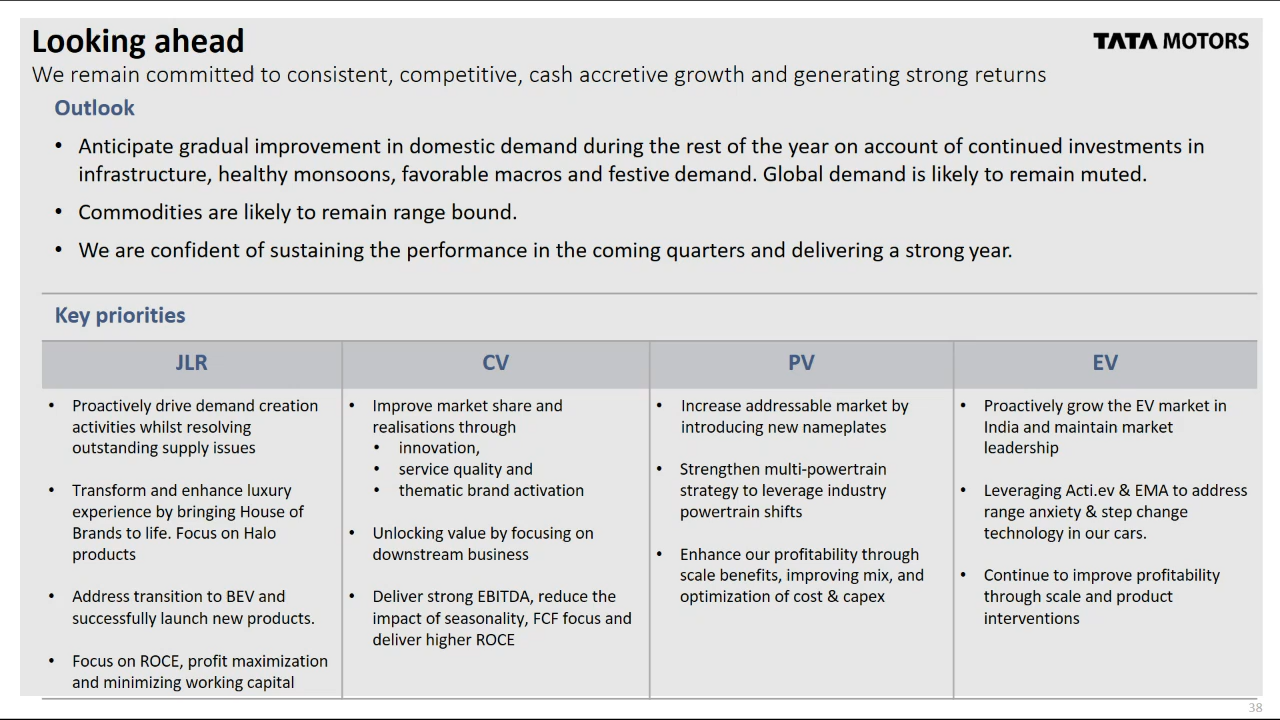 Looking ahead
TATA MOTORS
We remain committed to consistent, competitive, cash accretive growth and generating strong returns
Outlook
• Anticipate gradual improvement in domestic demand during the rest of the year on account of continued investments in
infrastructure, healthy monsoons, favorable macros and festive demand. Global demand is likely to remain muted.
• Commodities are likely to remain range bound.
• We are confident of sustaining the performance in the coming quarters and delivering a strong year.
Key priorities
JLR
• Proactively drive demand creation
activities whilst resolving
outstanding supply issues
• Transform and enhance luxury
experience by bringing House of
Brands to life. Focus on Halo
products
• Address transition to BEV and
successfully launch new products.
• Focus on ROCE, profit maximization
and minimizing working capital
CV
• Improve market share and
realisations through
• innovation,
• service quality and
• thematic brand activation
• Unlocking value by focusing on
downstream business
• Deliver strong EBITDA, reduce the
impact of seasonality, FCF focus and
deliver higher ROCE
PV
• Increase addressable market by
introducing new nameplates
• Strengthen multi-powertrain
strategy to leverage industry
powertrain shifts
• Enhance our profitability through
scale benefits, improving mix, and
optimization of cost & capex
EV
• Proactively grow the EV market in
India and maintain market
leadership
• Leveraging Acti.ev & EMA to address
range anxiety & step change
technology in our cars.
• Continue to improve profitability
through scale and product
interventions
38